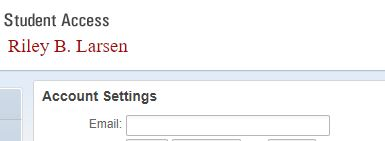 Student Access
Riley B. Larsen
Account Settings
Email: